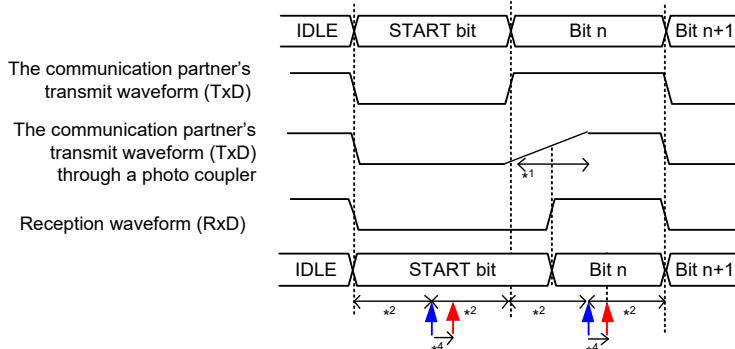 IDLE START bit Bit n Bit n+1
The communication partner's
transmit waveform (TxD)
The communication partner's
transmit waveform (TxD)
through a photo coupler
*1
Reception waveform (RxD)
IDLE START bit Bit n Bit n+1
*2 *2 *2 *2
*4 *4